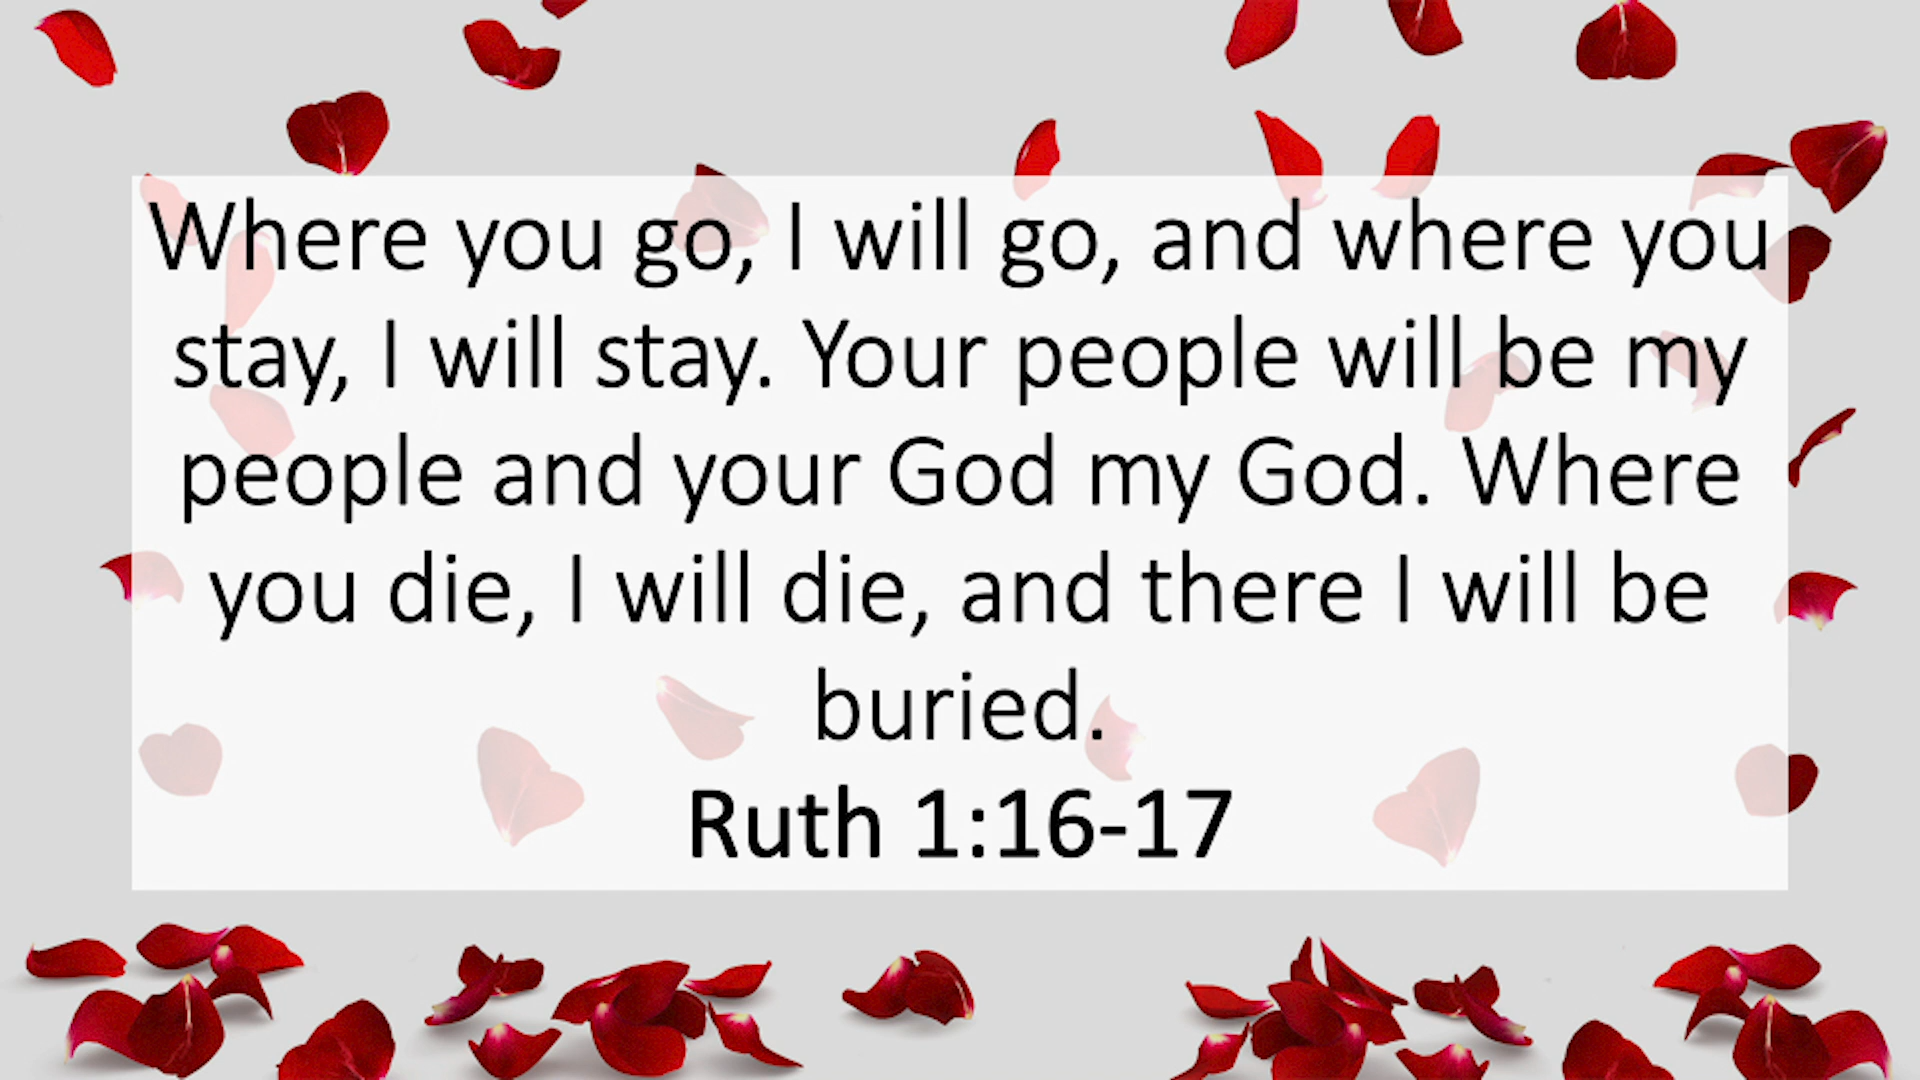 Where you go, I will go, and where you
stay, I will stay. Your people will be my
people and your God my God. Where
you die, I will die, and there I will be
buried.
Ruth 1:16-17